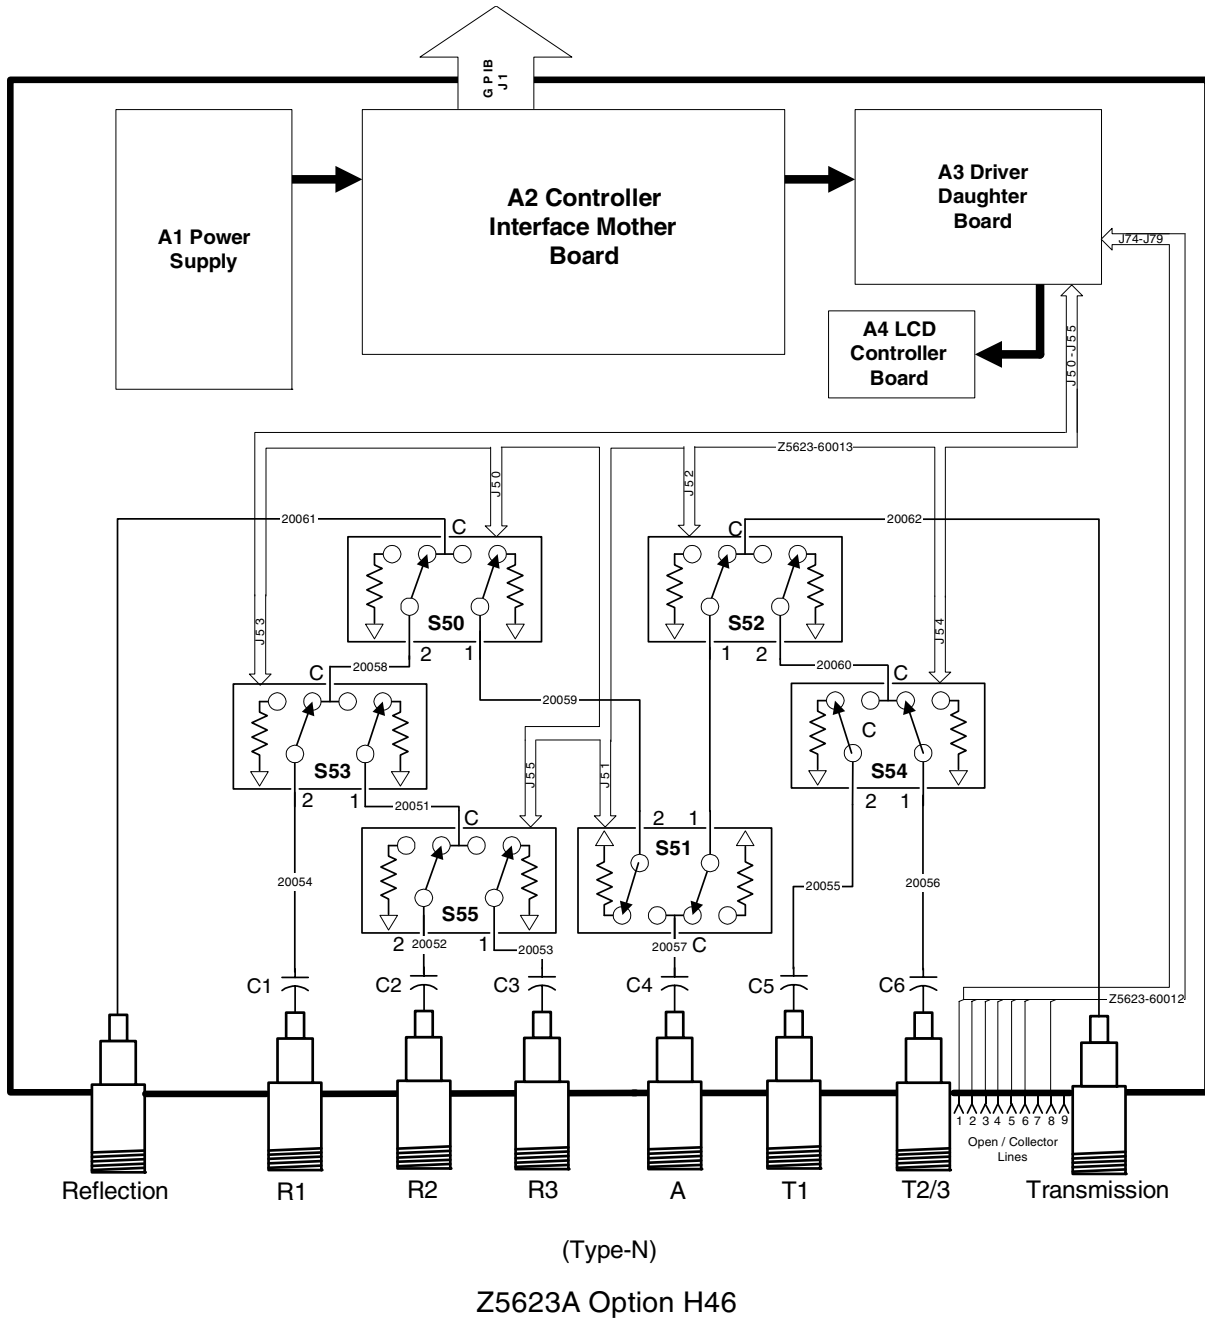 GPIB
J1
A1 Power
Supply
A2 Controller
Interface Mother
Board
A3 Driver
Daughter
Board
J74-J79
A4 LCD
Controller
Board
J50-J55
Z5623-60013
J50
J52
20061
C
C
20062
J53
S50
S52
J54
2
1
1
2
C
20058
20060
C
20059
C
S53
J55
J51
S54
2
1
20051
C
2
1
2
1
S51
20054
20055
20056
S55
2
20052
1
20053
20057
C
C1
C2
C3
C4
C5
C6
Z5623-60012
1
2
3
4
5
6
7
8
9
Open / Collector
Lines
Reflection
R1
R2
R3
A
T1
T2/3
Transmission
(Type-N)
Z5623A Option H46